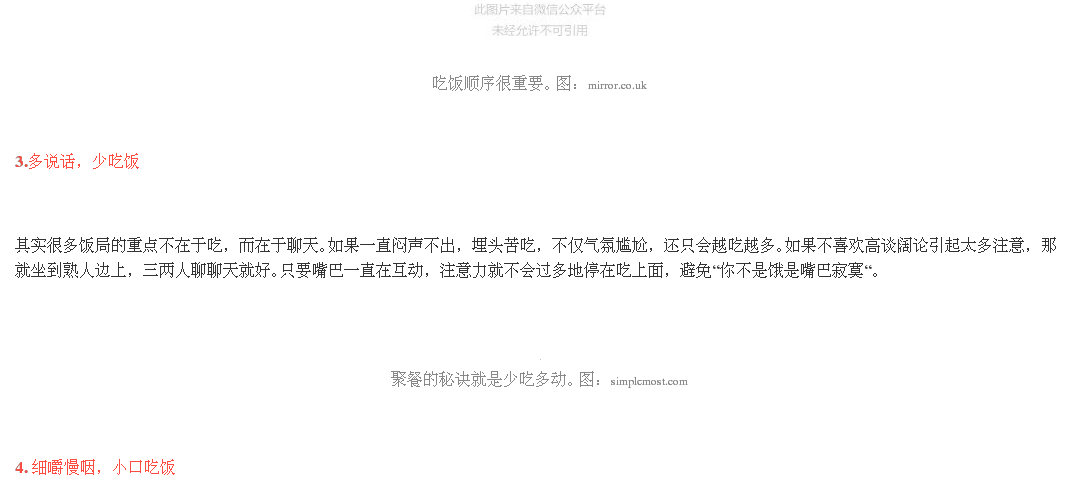 此图片来自微信公众平台
未经允许不可引用
吃饭顺序很重要。图：mirror.co.uk
3.多说话，少吃饭
其实很多饭局的重点不在于吃，而在于聊天。如果一直闷声不出，埋头苦吃，不仅气氛尴尬，还只会越吃越多。如果不喜欢高谈阔论引起太多注意，那
就坐到熟人边上，三两人聊聊天就好。只要嘴巴一直在互动，注意力就不会过多地停在吃上面，避免“你不是饿是嘴巴寂寞“。
聚餐的秘诀就是少吃多动。图：simplemost.com
4. 细嚼慢咽，小口吃饭